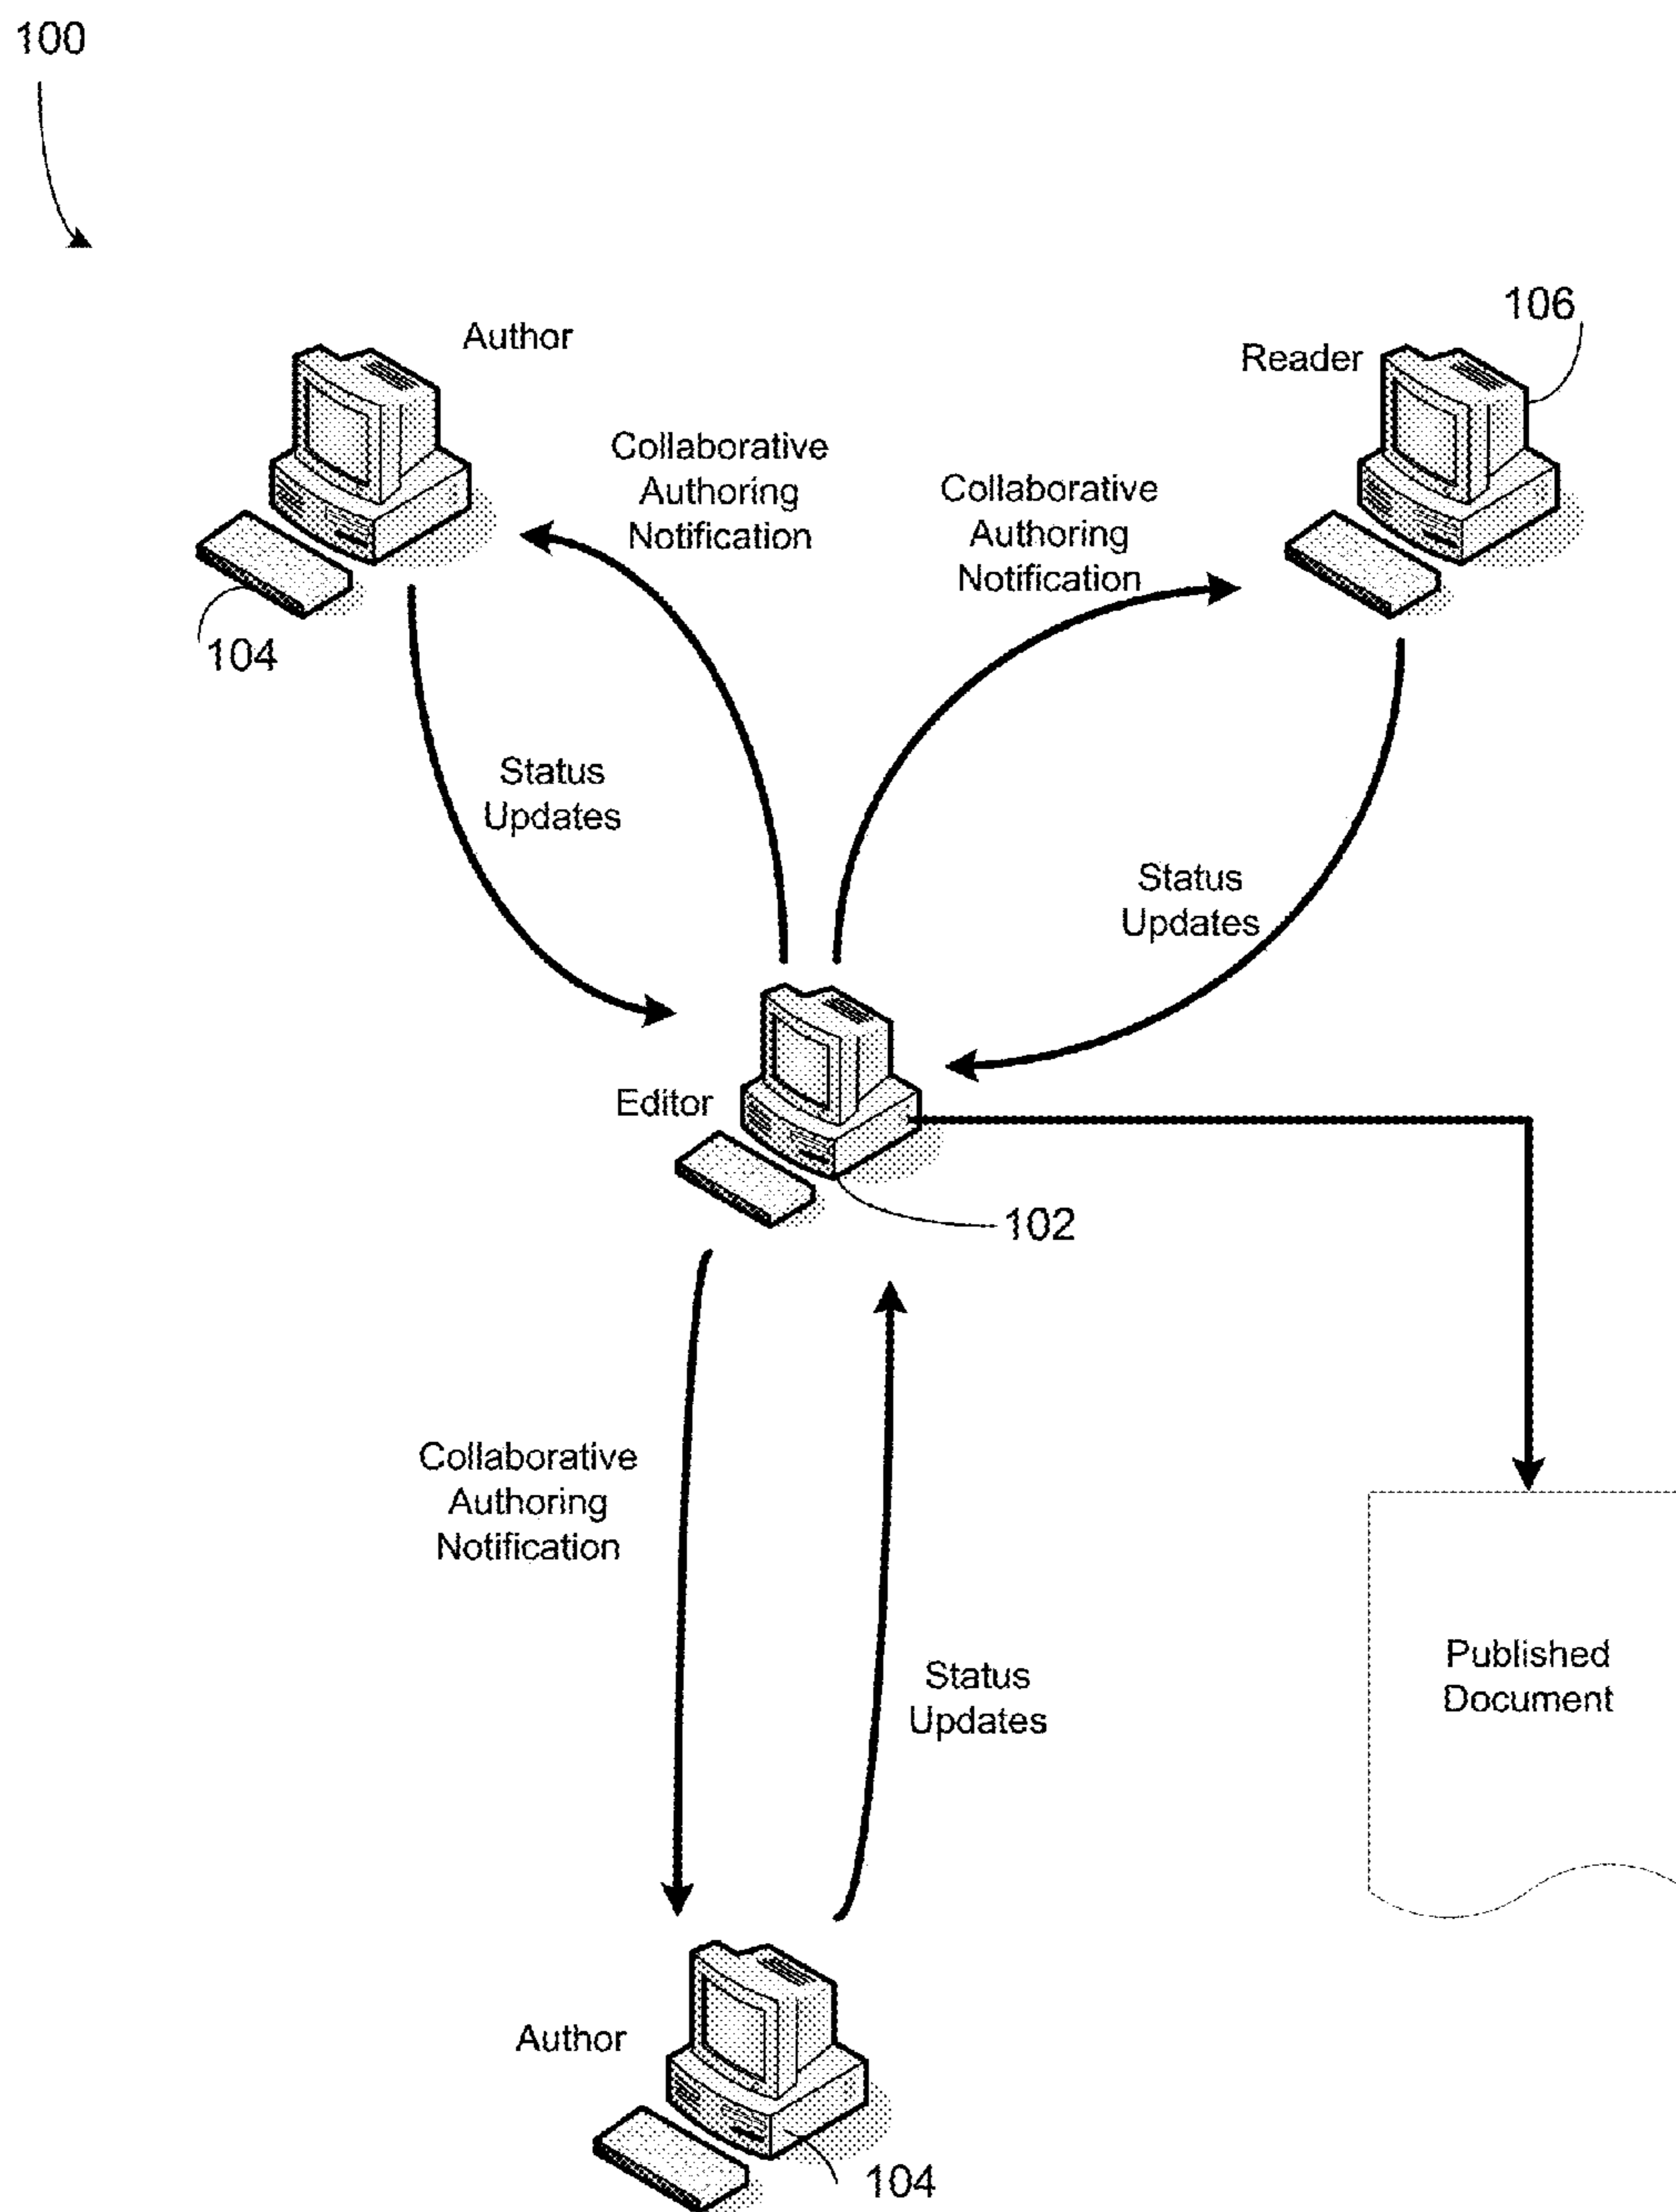 100
Author
106
Reader
Collaborative
Authoring
Notification
Collaborative
Authoring
Notification
104
Status
Updates
Status
Updates
Editor
102
Collaborative
Authoring
Notification
Status
Updates
Published
Document
Author
104